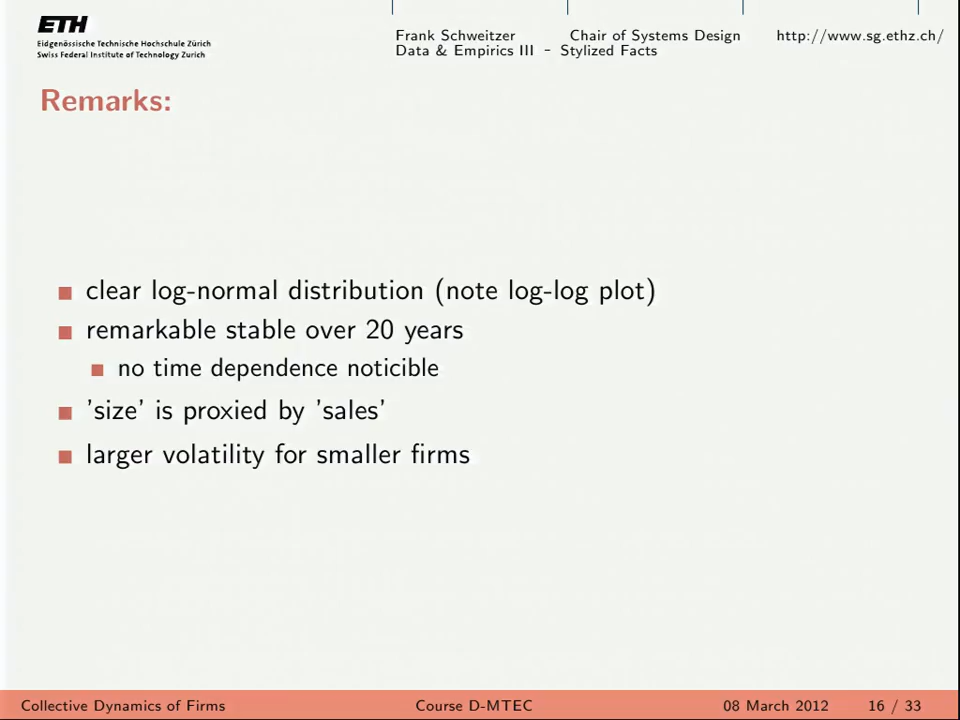 ETH
Eidgenössische Technische Hochschule Zürich
Swiss Federal Institute of Technology Zurich
Frank Schweitzer Chair of Systems Design http://www.sg.ethz.ch/
Data & Empirics III - Stylized Facts
Remarks:
clear log-normal distribution (note log-log plot)
remarkable stable over 20 years
no time dependence noticible
'size' is proxied by 'sales'
larger volatility for smaller firms
Collective Dynamics of Firms Course D-MTEC 08 March 2012 16 / 33